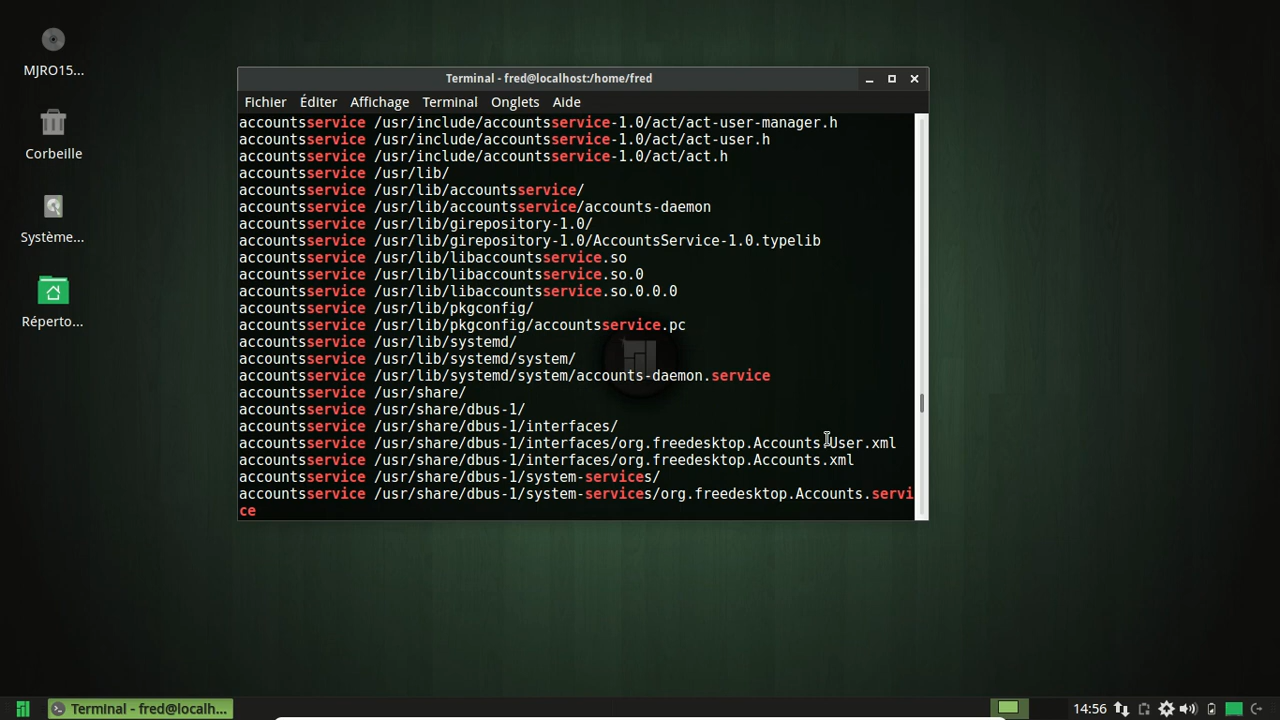 MJRO15...
Corbeille
Système...
Réperto...
Terminal - fred@localhost:/home/fred
Fichier Éditer Affichage Terminal Onglets Aide
accountsservice /usr/include/accountsservice-1.0/act/act-user-manager.h
accountsservice /usr/include/accountsservice-1.0/act/act-user.h
accountsservice /usr/include/accountsservice-1.0/act/act.h
accountsservice /usr/lib/
accountsservice /usr/lib/accountsservice/
accountsservice /usr/lib/accountsservice/accounts-daemon
accountsservice /usr/lib/girepository-1.0/
accountsservice /usr/lib/girepository-1.0/AccountsService-1.0.typelib
accountsservice /usr/lib/libaccountsservice.so
accountsservice /usr/lib/libaccountsservice.so.0
accountsservice /usr/lib/libaccountsservice.so.0.0.0
accountsservice /usr/lib/pkgconfig/
accountsservice /usr/lib/pkgconfig/accountsservice.pc
accountsservice /usr/lib/systemd/
accountsservice /usr/lib/systemd/system/
accountsservice /usr/lib/systemd/system/accounts-daemon.service
accountsservice /usr/share/
accountsservice /usr/share/dbus-1/
accountsservice /usr/share/dbus-1/interfaces/
accountsservice /usr/share/dbus-1/interfaces/org.freedesktop.Accounts.User.xml
accountsservice /usr/share/dbus-1/interfaces/org.freedesktop.Accounts.xml
accountsservice /usr/share/dbus-1/system-services/
accountsservice /usr/share/dbus-1/system-services/org.freedesktop.Accounts.servi
ce
Terminal - fred@localh...
14:56